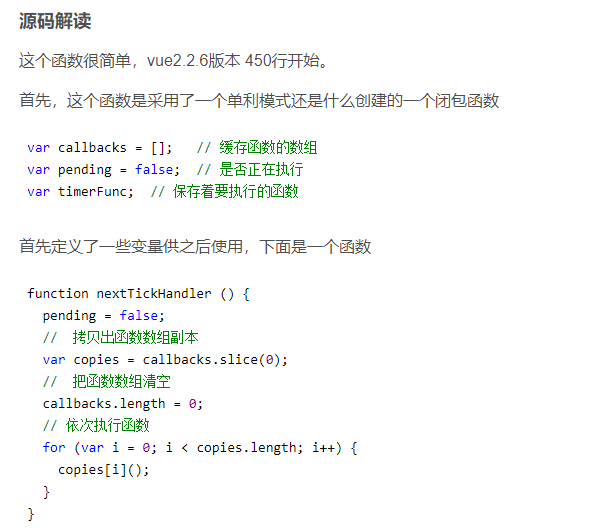 源码解读
这个函数很简单，vue2.2.6版本 450行开始。
首先，这个函数是采用了一个单利模式还是什么创建的一个闭包函数
var callbacks = [];   // 缓存函数的数组
var pending = false;  // 是否正在执行
var timerFunc;  // 保存着要执行的函数
首先定义了一些变量供之后使用，下面是一个函数
function nextTickHandler () {
  pending = false;
  //  拷贝出函数数组副本
  var copies = callbacks.slice(0);
  //  把函数数组清空
  callbacks.length = 0;
  // 依次执行函数
  for (var i = 0; i < copies.length; i++) {
    copies[i]();
  }
}